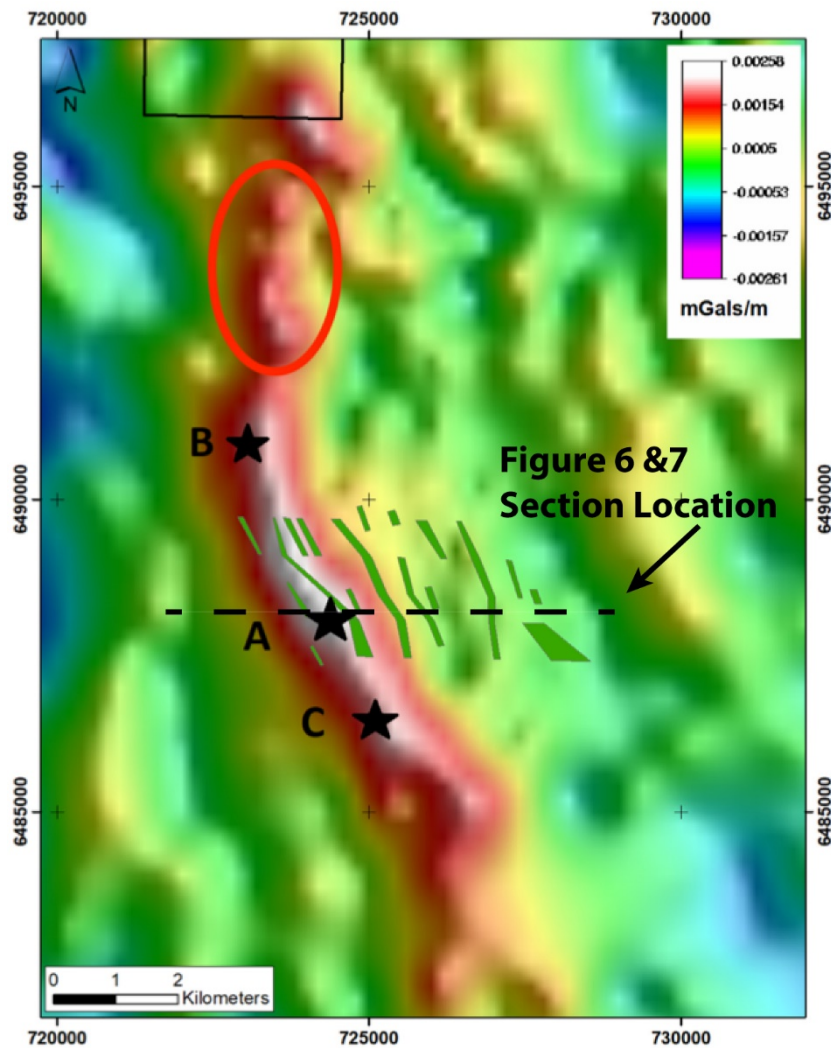 720000 725000 730000
N
0.00258
0.00154
0.0005
-0.00053
-0.00157
-0.00261
mGals/m
6495000 6495000
B
Figure 6 &7
Section Location
6490000 6490000
A
C
6485000 6485000
0 1 2
Kilometers
720000 725000 730000